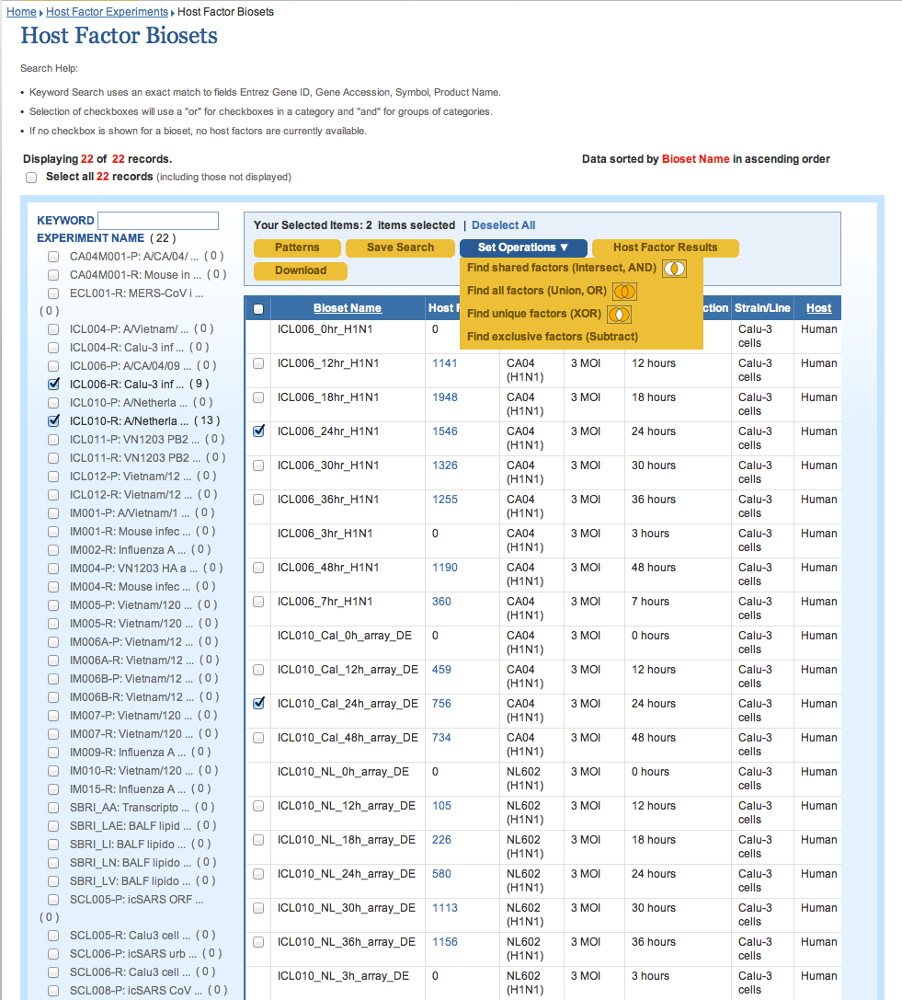 Home ▸ Host Factor Experiments ▸ Host Factor Biosets
Host Factor Biosets
Search Help:
• Keyword Search uses an exact match to fields Entrez Gene ID, Gene Accession, Symbol, Product Name.
• Selection of checkboxes will use a "or" for checkboxes in a category and "and" for groups of categories.
• If no checkbox is shown for a bioset, no host factors are currently available.
Displaying 22 of 22 records.
Data sorted by Bioset Name in ascending order
Select all 22 records (including those not displayed)
KEYWORD
EXPERIMENT NAME ( 22 )
CA04M001-P: A/CA/04/ ... ( 0 )
CA04M001-R: Mouse in ... ( 0 )
ECL001-R: MERS-CoV i ...
( 0 )
ICL004-P: A/Vietnam/ ... ( 0 )
ICL004-R: Calu-3 inf ... ( 0 )
ICL006-P: A/CA/04/09 ... ( 0 )
ICL006-R: Calu-3 inf ... ( 9 )
ICL010-P: A/Netherla ... ( 0 )
ICL010-R: A/Netherla ... ( 13 )
ICL011-P: VN1203 PB2 ... ( 0 )
ICL011-R: VN1203 PB2 ... ( 0 )
ICL012-P: Vietnam/12 ... ( 0 )
ICL012-R: Vietnam/12 ... ( 0 )
IM001-P: A/Vietnam/1 ... ( 0 )
IM001-R: Mouse infec ... ( 0 )
IM002-R: Influenza A ... ( 0 )
IM004-P: VN1203 HA a ... ( 0 )
IM004-R: Mouse infec ... ( 0 )
IM005-P: Vietnam/120 ... ( 0 )
IM005-R: Vietnam/120 ... ( 0 )
IM006A-P: Vietnam/12 ... ( 0 )
IM006A-R: Vietnam/12 ... ( 0 )
IM006B-P: Vietnam/12 ... ( 0 )
IM006B-R: Vietnam/12 ... ( 0 )
IM007-P: Vietnam/120 ... ( 0 )
IM007-R: Vietnam/120 ... ( 0 )
IM009-R: Influenza A ... ( 0 )
IM010-R: Vietnam/120 ... ( 0 )
IM015-R: Influenza A ... ( 0 )
SBRI_AA: Transcripto ... ( 0 )
SBRI_LAE: BALF lipid ... ( 0 )
SBRI_LI: BALF lipido ... ( 0 )
SBRI_LN: BALF lipido ... ( 0 )
SBRI_LV: BALF lipido ... ( 0 )
SCL005-P: icSARS ORF ...
( 0 )
SCL005-R: Calu3 cell ... ( 0 )
SCL006-P: icSARS urb ... ( 0 )
SCL006-R: Calu3 cell ... ( 0 )
SCL008-P: icSARS CoV ... ( 0 )
Your Selected Items: 2 items selected | Deselect All
Patterns Save Search Set Operations ▼ Host Factor Results
Download
Find shared factors (Intersect, AND)
Find all factors (Union, OR)
Find unique factors (XOR)
Find exclusive factors (Subtract)
Bioset Name Host F ction Strain/Line Host
ICL006_0hr_H1N1 0 Calu-3 Human
cells
ICL006_12hr_H1N1 1141 CA04 3 MOI 12 hours Calu-3 Human
(H1N1) cells
ICL006_18hr_H1N1 1948 CA04 3 MOI 18 hours Calu-3 Human
(H1N1) cells
ICL006_24hr_H1N1 1546 CA04 3 MOI 24 hours Calu-3 Human
(H1N1) cells
ICL006_30hr_H1N1 1326 CA04 3 MOI 30 hours Calu-3 Human
(H1N1) cells
ICL006_36hr_H1N1 1255 CA04 3 MOI 36 hours Calu-3 Human
(H1N1) cells
ICL006_3hr_H1N1 0 CA04 3 MOI 3 hours Calu-3 Human
(H1N1) cells
ICL006_48hr_H1N1 1190 CA04 3 MOI 48 hours Calu-3 Human
(H1N1) cells
ICL006_7hr_H1N1 360 CA04 3 MOI 7 hours Calu-3 Human
(H1N1) cells
ICL010_Cal_0h_array_DE 0 CA04 3 MOI 0 hours Calu-3 Human
(H1N1) cells
ICL010_Cal_12h_array_DE 459 CA04 3 MOI 12 hours Calu-3 Human
(H1N1) cells
ICL010_Cal_24h_array_DE 756 CA04 3 MOI 24 hours Calu-3 Human
(H1N1) cells
ICL010_Cal_48h_array_DE 734 CA04 3 MOI 48 hours Calu-3 Human
(H1N1) cells
ICL010_NL_0h_array_DE 0 NL602 3 MOI 0 hours Calu-3 Human
(H1N1) cells
ICL010_NL_12h_array_DE 105 NL602 3 MOI 12 hours Calu-3 Human
(H1N1) cells
ICL010_NL_18h_array_DE 226 NL602 3 MOI 18 hours Calu-3 Human
(H1N1) cells
ICL010_NL_24h_array_DE 580 NL602 3 MOI 24 hours Calu-3 Human
(H1N1) cells
ICL010_NL_30h_array_DE 1113 NL602 3 MOI 30 hours Calu-3 Human
(H1N1) cells
ICL010_NL_36h_array_DE 1156 NL602 3 MOI 36 hours Calu-3 Human
(H1N1) cells
ICL010_NL_3h_array_DE 0 NL602 3 MOI 3 hours Calu-3 Human
(H1N1) cells